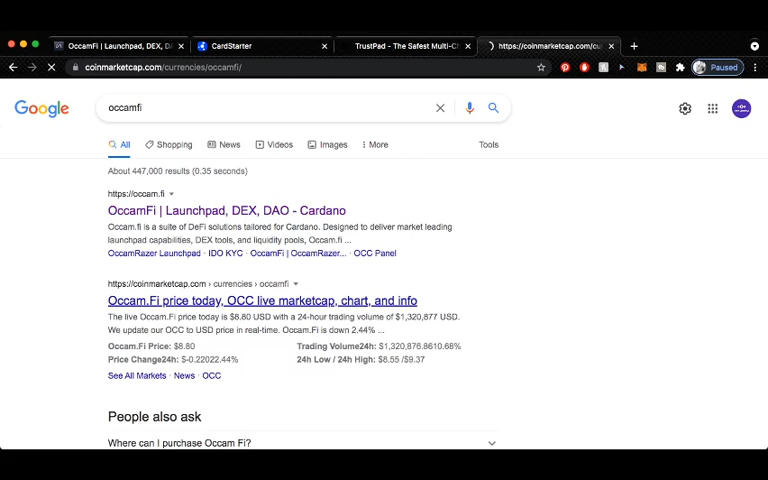 OccamFi | Launchpad, DEX, DA
CardStarter
TrustPad - The Safest Multi-Ch
https://coinmarketcap.com/cu
coinmarketcap.com/currencies/occamfi/
Paused
Google
occamfi
All
Shopping
News
Videos
Images
More
Tools
About 447,000 results (0.35 seconds)
https://occam.fi
OccamFi | Launchpad, DEX, DAO - Cardano
Occam.fi is a suite of DeFi solutions tailored for Cardano. Designed to deliver market leading
launchpad capabilities, DEX tools, and liquidity pools, Occam.fi ...
OccamRazer Launchpad · IDO KYC · OccamFi | OccamRazer... · OCC Panel
https://coinmarketcap.com › currencies › occamfi
Occam.Fi price today, OCC live marketcap, chart, and info
The live Occam.Fi price today is $8.80 USD with a 24-hour trading volume of $1,320,877 USD.
We update our OCC to USD price in real-time. Occam.Fi is down 2.44% ...
Occam.Fi Price: $8.80
Trading Volume24h: $1,320,876.8610.68%
Price Change24h: $-0.22022.44%
24h Low / 24h High: $8.55 /$9.37
See All Markets · News · OCC
People also ask
Where can I purchase Occam Fi?